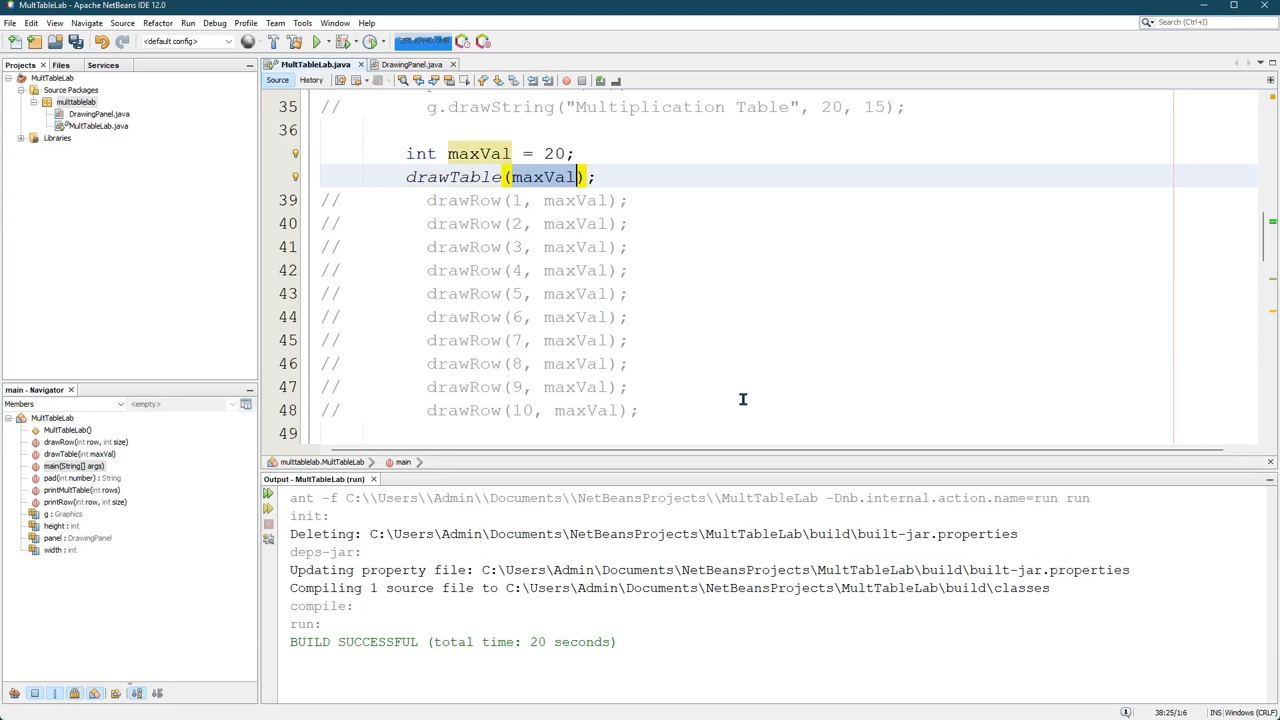 MultTableLab - Apache NetBeans IDE 12.0
File Edit View Navigate Source Refactor Run Debug Profile Team Tools Window Help
Search (Ctrl+I)
<default config>
Projects Files Services
MultTableLab
Source Packages
multtablelab
DrawingPanel.java
MultTableLab.java
Libraries
MultTableLab.java DrawingPanel.java
Source History
35 // g.drawString("Multiplication Table", 20, 15);
36
int maxVal = 20;
drawTable(maxVal);
39 // drawRow(1, maxVal);
40 // drawRow(2, maxVal);
41 // drawRow(3, maxVal);
42 // drawRow(4, maxVal);
43 // drawRow(5, maxVal);
44 // drawRow(6, maxVal);
45 // drawRow(7, maxVal);
46 // drawRow(8, maxVal);
47 // drawRow(9, maxVal);
48 // drawRow(10, maxVal);
49
multtablelab.MultTableLab main
main - Navigator
Members <empty>
MultTableLab
MultTableLab()
drawRow(int row, int size)
drawTable(int maxVal)
main(String[] args)
pad(int number) : String
printMultTable(int rows)
printRow(int row, int size)
g : Graphics
height : int
panel : DrawingPanel
width : int
Output - MultTableLab (run)
ant -f C:\\Users\\Admin\\Documents\\NetBeansProjects\\MultTableLab -Dnb.internal.action.name=run run
init:
Deleting: C:\Users\Admin\Documents\NetBeansProjects\MultTableLab\build\built-jar.properties
deps-jar:
Updating property file: C:\Users\Admin\Documents\NetBeansProjects\MultTableLab\build\built-jar.properties
Compiling 1 source file to C:\Users\Admin\Documents\NetBeansProjects\MultTableLab\build\classes
compile:
run:
BUILD SUCCESSFUL (total time: 20 seconds)
38:25/1:6 INS Windows (CRLF)